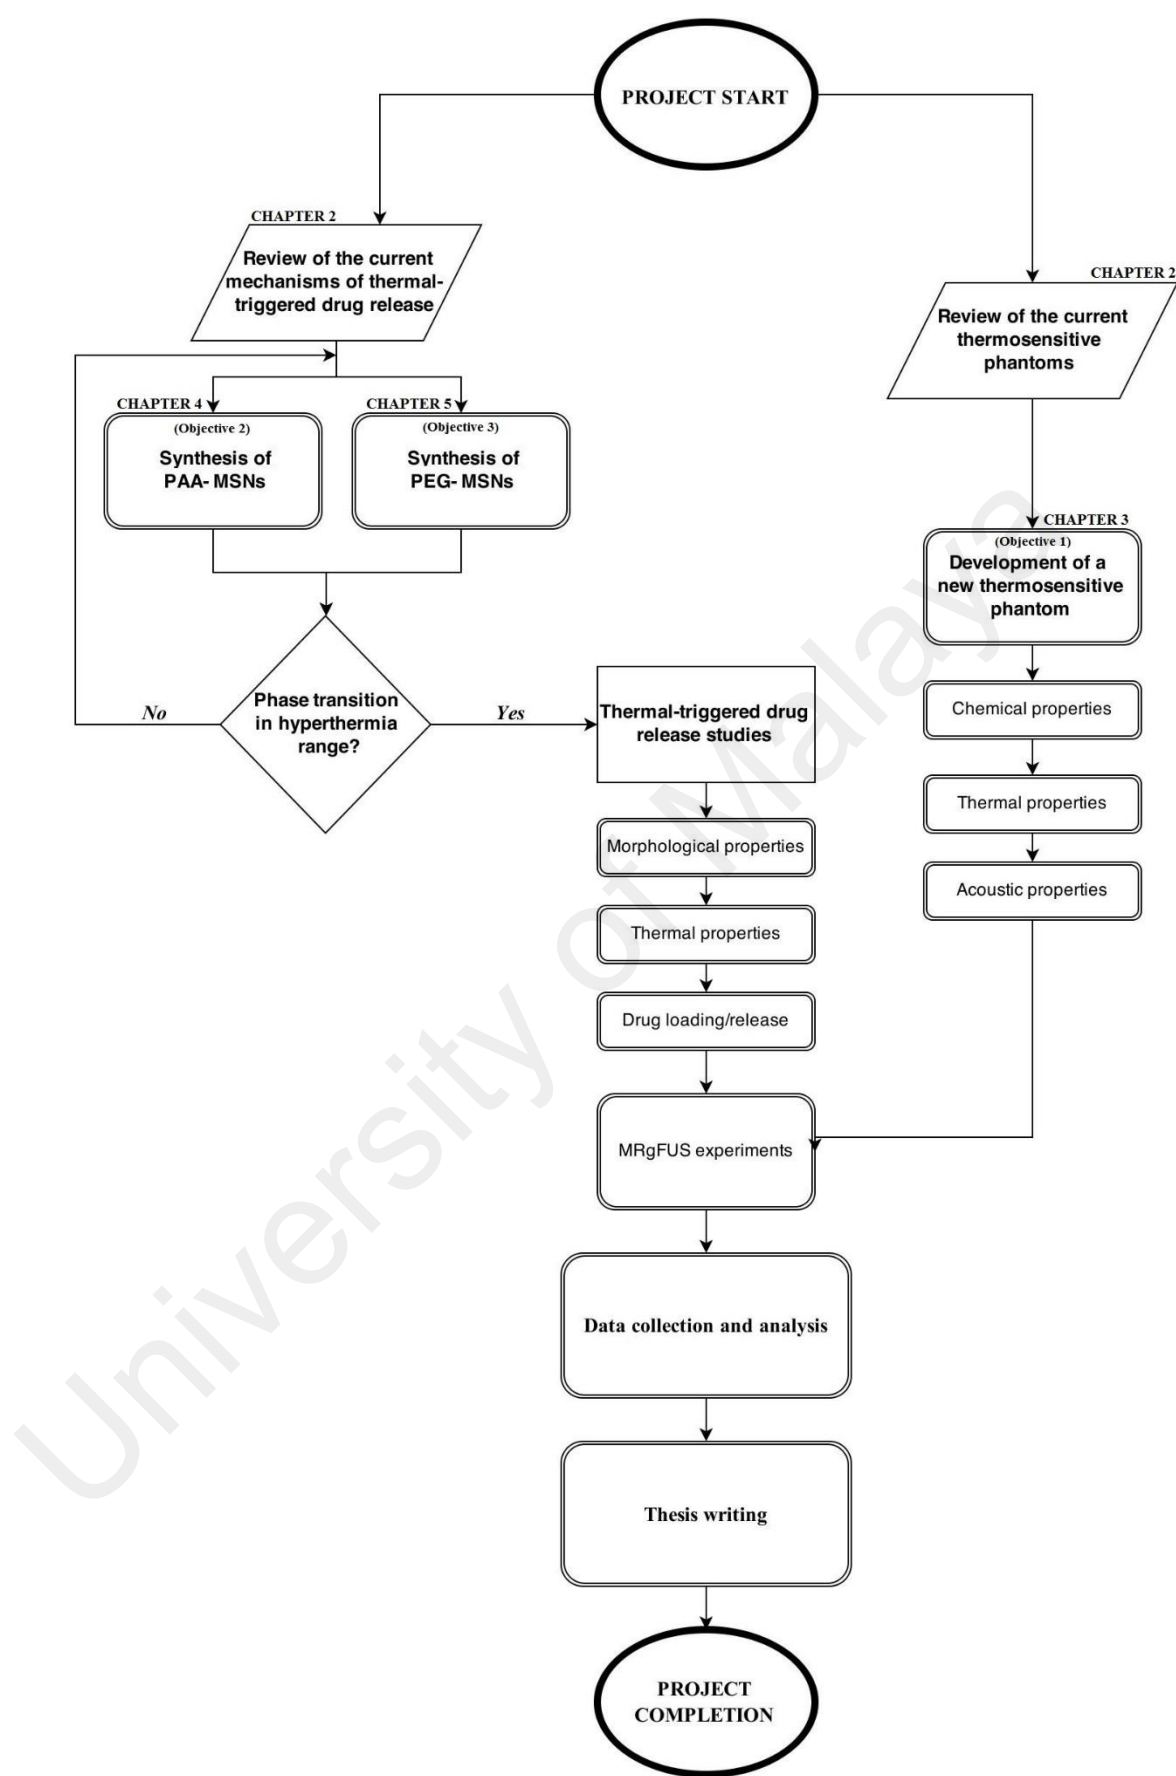 PROJECT START
CHAPTER 2
Review of the current
mechanisms of thermal-
triggered drug release
CHAPTER 2
Review of the current
thermosensitive
phantoms
CHAPTER 4
(Objective 2)
Synthesis of
PAA- MSNs
CHAPTER 5
(Objective 3)
Synthesis of
PEG- MSNs
CHAPTER 3
(Objective 1)
Development of a
new thermosensitive
phantom
Phase transition
in hyperthermia
range?
No
Yes
Thermal-triggered drug
release studies
Chemical properties
Thermal properties
Acoustic properties
Morphological properties
Thermal properties
Drug loading/release
MRgFUS experiments
Data collection and analysis
Thesis writing
PROJECT
COMPLETION
University of Malaya